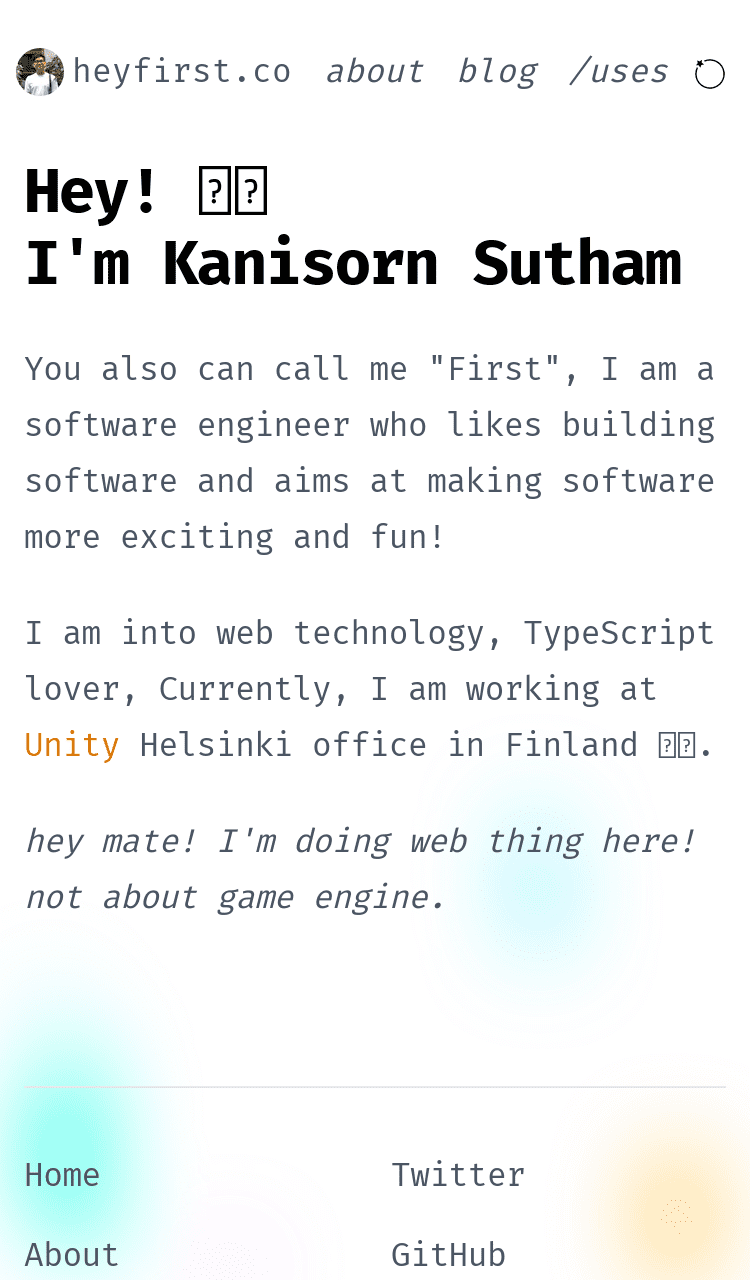 heyfirst.co about blog /uses
Hey!
I'm Kanisorn Sutham
You also can call me "First", I am a
software engineer who likes building
software and aims at making software
more exciting and fun!
I am into web technology, TypeScript
lover, Currently, I am working at
Unity Helsinki office in Finland .
hey mate! I'm doing web thing here!
not about game engine.
Home Twitter
About GitHub